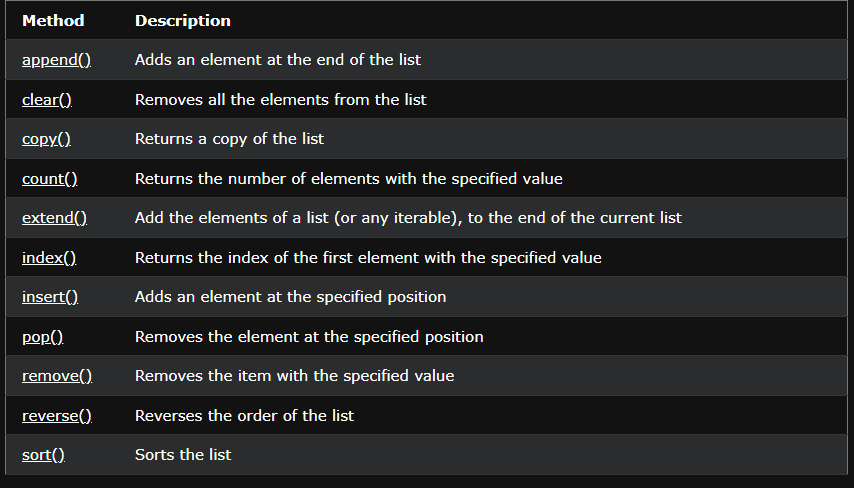 Method Description
append() Adds an element at the end of the list
clear() Removes all the elements from the list
copy() Returns a copy of the list
count() Returns the number of elements with the specified value
extend() Add the elements of a list (or any iterable), to the end of the current list
index() Returns the index of the first element with the specified value
insert() Adds an element at the specified position
pop() Removes the element at the specified position
remove() Removes the item with the specified value
reverse() Reverses the order of the list
sort() Sorts the list